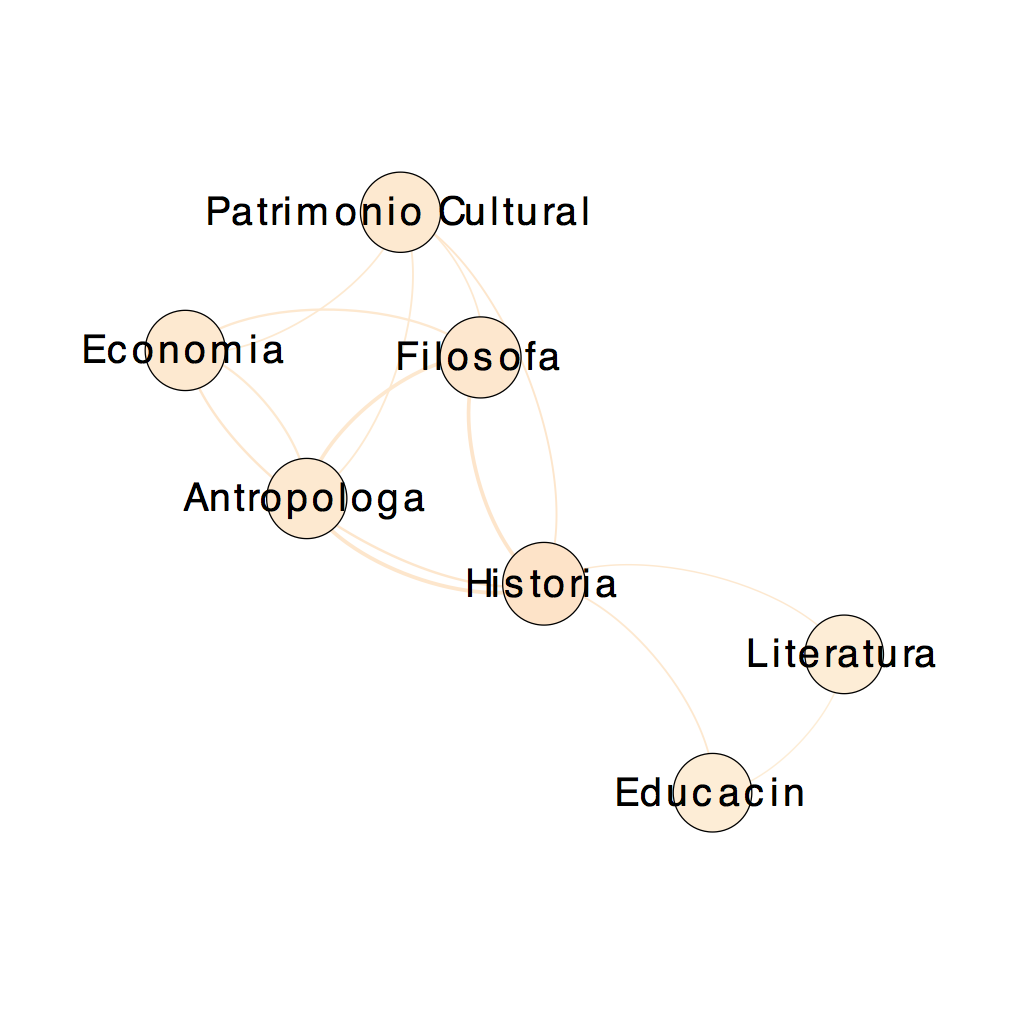 Patrimonio Cultural
Economia
Filosofa
Antropologa
Historia
Literatura
Educacin